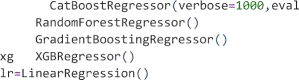 CatBoostRegressor(verbose=1000,eval
RandomForestRegressor()
GradientBoostingRegressor()
xg XGBRegressor()
lr=LinearRegression()